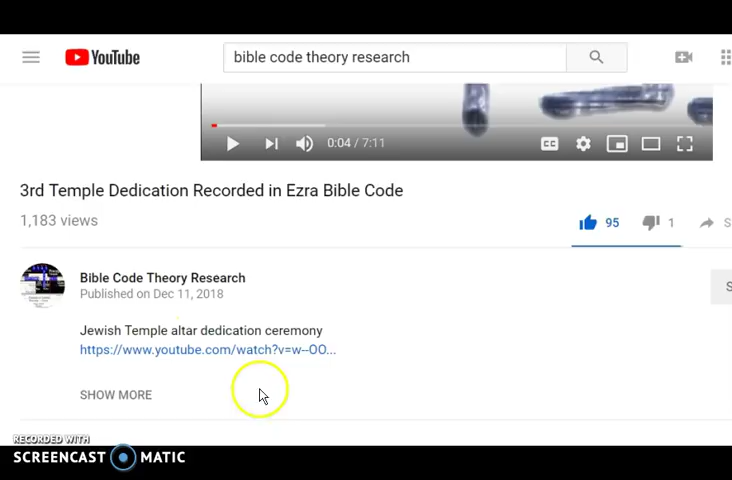 YouTube
bible code theory research
CC
0:04 / 7:11
3rd Temple Dedication Recorded in Ezra Bible Code
1,183 views
95
1
S
Bible Code Theory Research
Published on Dec 11, 2018
S
Jewish Temple altar dedication ceremony
https://www.youtube.com/watch?v=w--OO...
SHOW MORE
RECORDED WITH
SCREENCAST MATIC